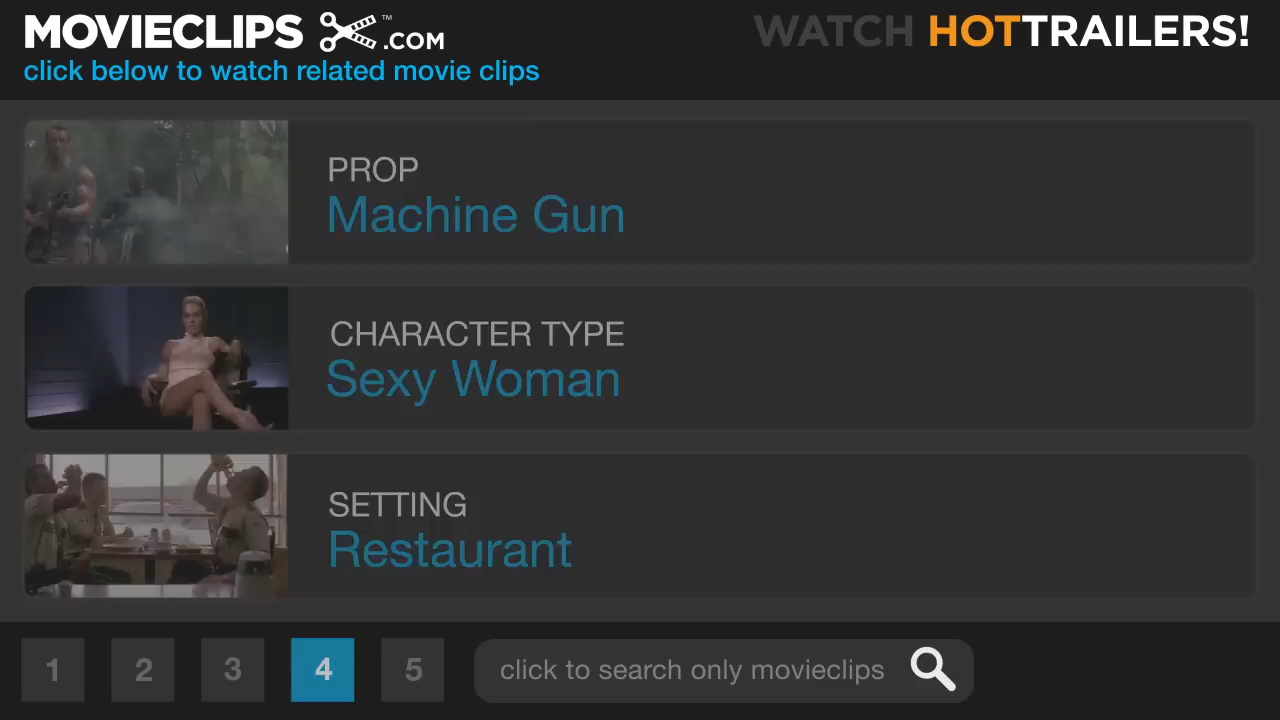 MOVIECLIPS ™ .COM
WATCH HOTTRAILERS!
click below to watch related movie clips
PROP
Machine Gun
CHARACTER TYPE
Sexy Woman
SETTING
Restaurant
1 2 3 4 5 click to search only movieclips